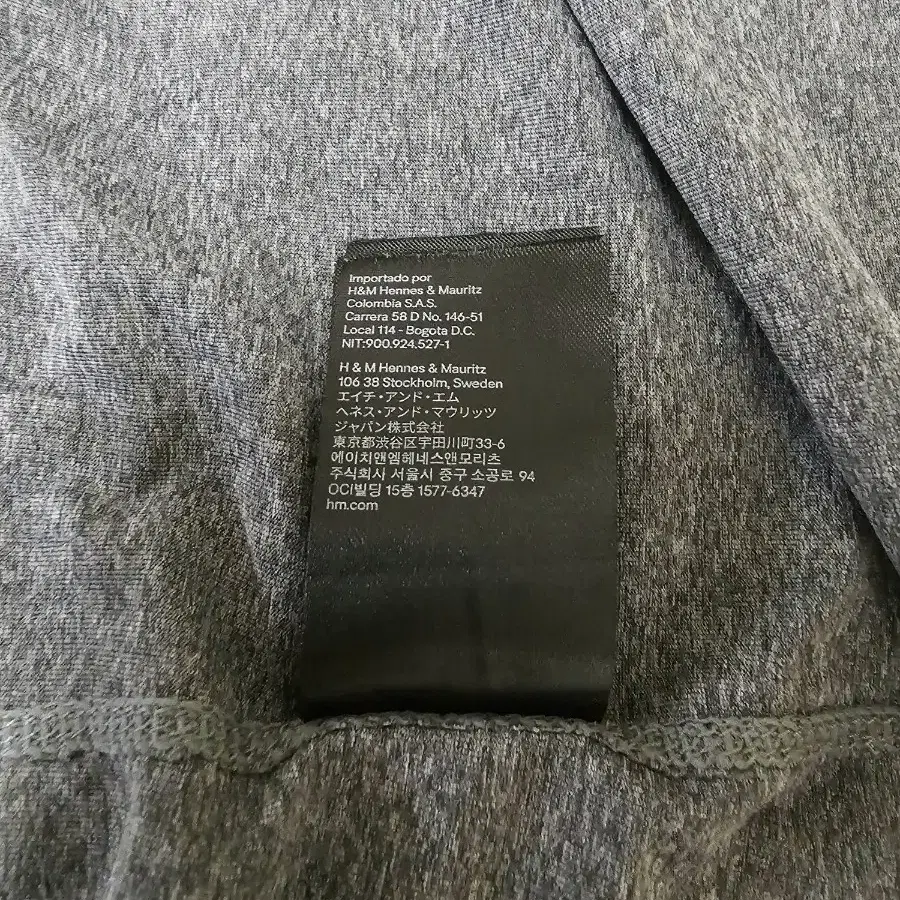 Importado por
H&M Hennes & Mauritz
Colombia S.A.S.
Carrera 58 D No. 146-51
Local 114 - Bogota D.C.
NIT:900.924.527-1
H & M Hennes & Mauritz
106 38 Stockholm, Sweden
エイチ・アンド・エム
ヘネス・アンド・マウリッツ
ジャパン株式会社
東京都渋谷区宇田川町33-6
에이치앤엠헤네스앤모리츠
주식회사 서울시 중구 소공로 94
OCI빌딩 15층 1577-6347
hm.com